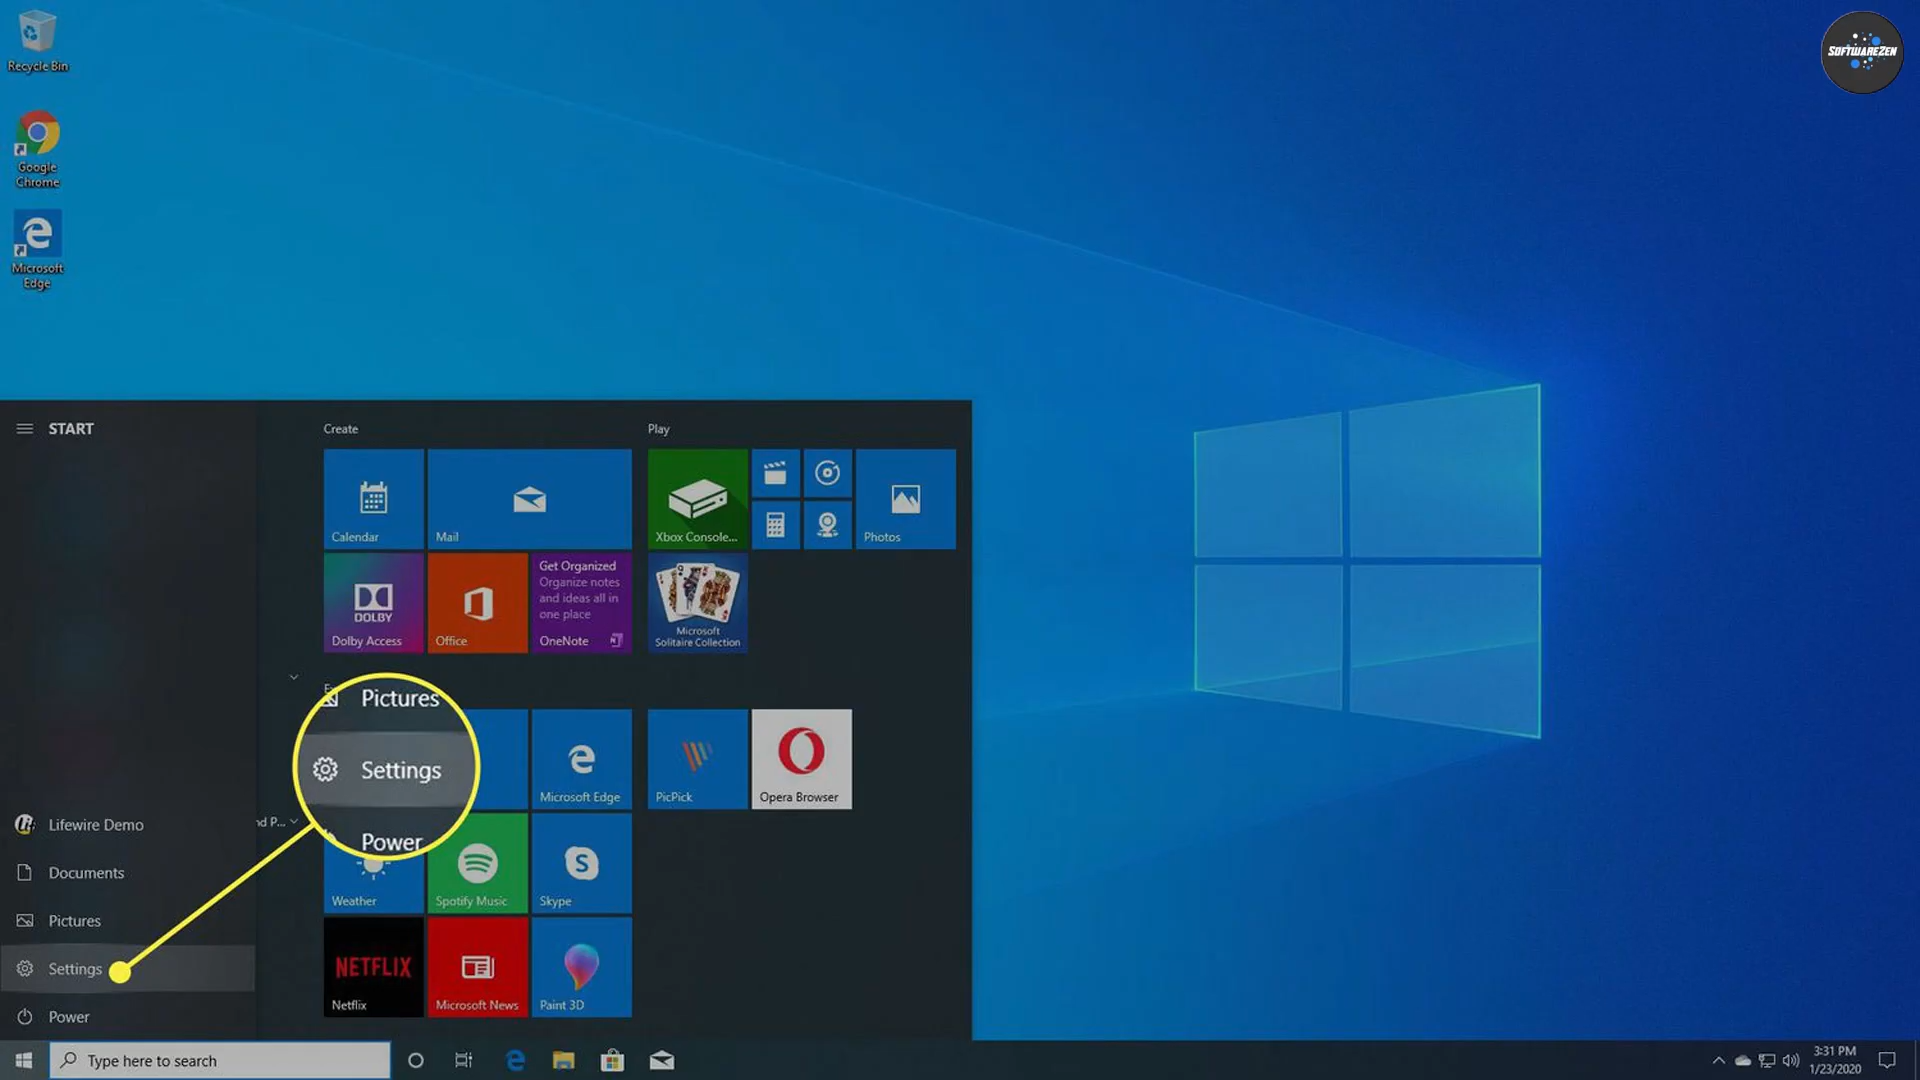 Recycle Bin
Google
Chrome
Microsoft
Edge
SOFTWAREZEN
START
Create
Play
Calendar
Mail
Xbox Console...
Photos
DOLBY
Dolby Access
Office
Get Organized
Organize notes
and ideas all in
one place
OneNote
Microsoft
Solitaire Collection
Pictures
Settings
Power
Microsoft Edge
PicPick
Opera Browser
Lifewire Demo
nd P...
Documents
Pictures
Settings
Power
Weather
Spotify Music
Skype
NETFLIX
Netflix
Microsoft News
Paint 3D
Type here to search
3:31 PM
1/23/2020